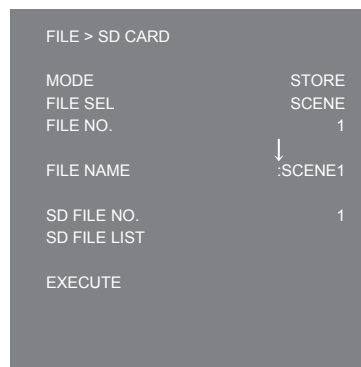 FILE > SD CARD
MODE STORE
FILE SEL SCENE
FILE NO. 1
↓
FILE NAME :SCENE1
SD FILE NO. 1
SD FILE LIST
EXECUTE